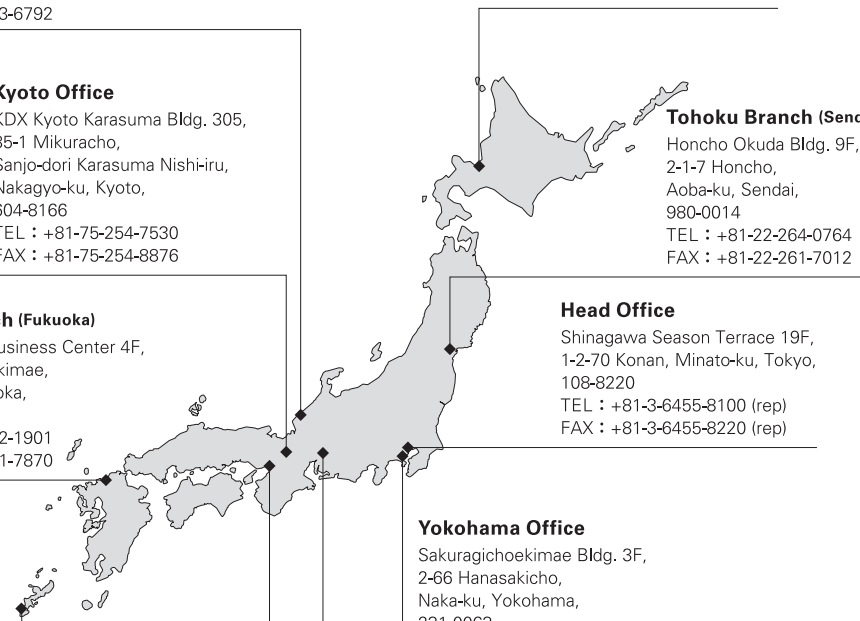 3-6792
Kyoto Office
KDX Kyoto Karasuma Bldg. 305,
85-1 Mikuracho,
Sanjo-dori Karasuma Nishi-iru,
Nakagyo-ku, Kyoto,
604-8166
TEL：+81-75-254-7530
FAX：+81-75-254-8876
Tohoku Branch (Send
Honcho Okuda Bldg. 9F,
2-1-7 Honcho,
Aoba-ku, Sendai,
980-0014
TEL：+81-22-264-0764
FAX：+81-22-261-7012
ch (Fukuoka)
usiness Center 4F,
kimae,
oka,
2-1901
1-7870
Head Office
Shinagawa Season Terrace 19F,
1-2-70 Konan, Minato-ku, Tokyo,
108-8220
TEL：+81-3-6455-8100 (rep)
FAX：+81-3-6455-8220 (rep)
Yokohama Office
Sakuragichoekimae Bldg. 3F,
2-66 Hanasakicho,
Naka-ku, Yokohama,